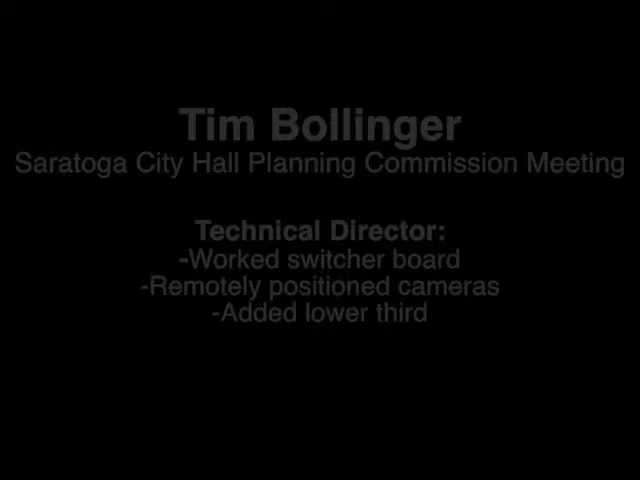 Tim Bollinger
Saratoga City Hall Planning Commission Meeting
Technical Director:
-Worked switcher board
-Remotely positioned cameras
-Added lower third